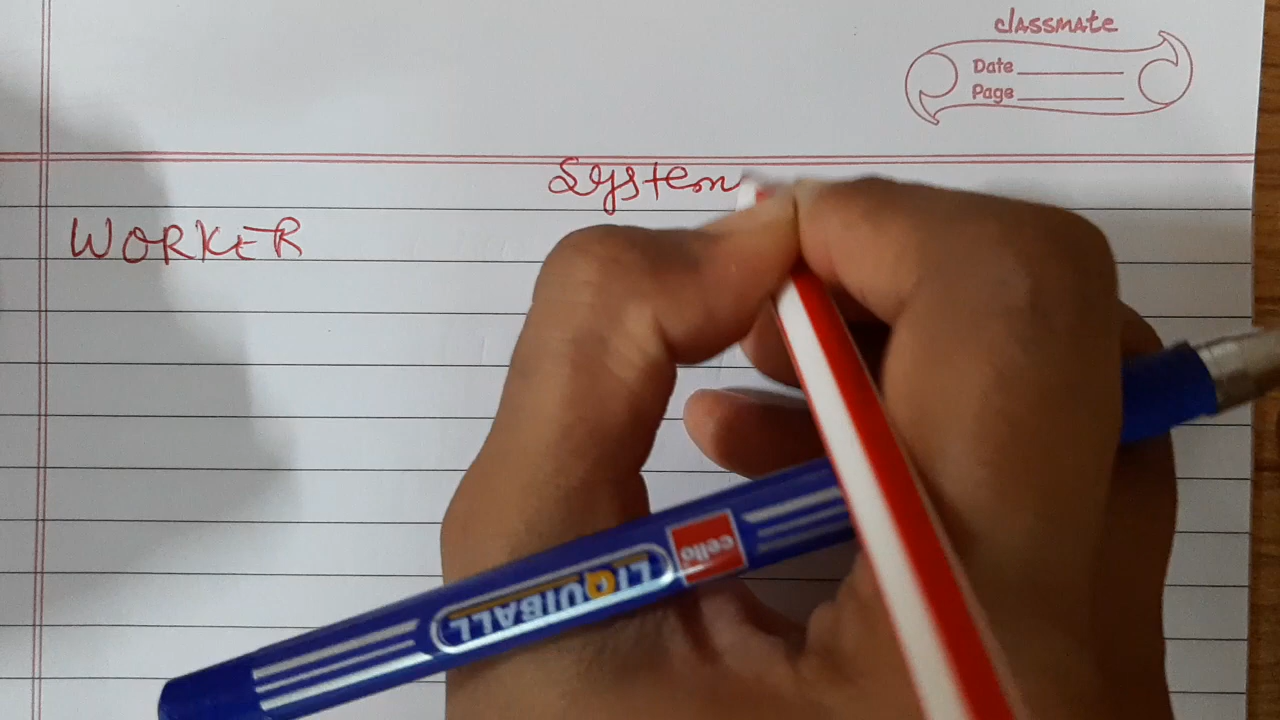 classmate
Date
Page
System
WORKER
cello
LIQUIBALL